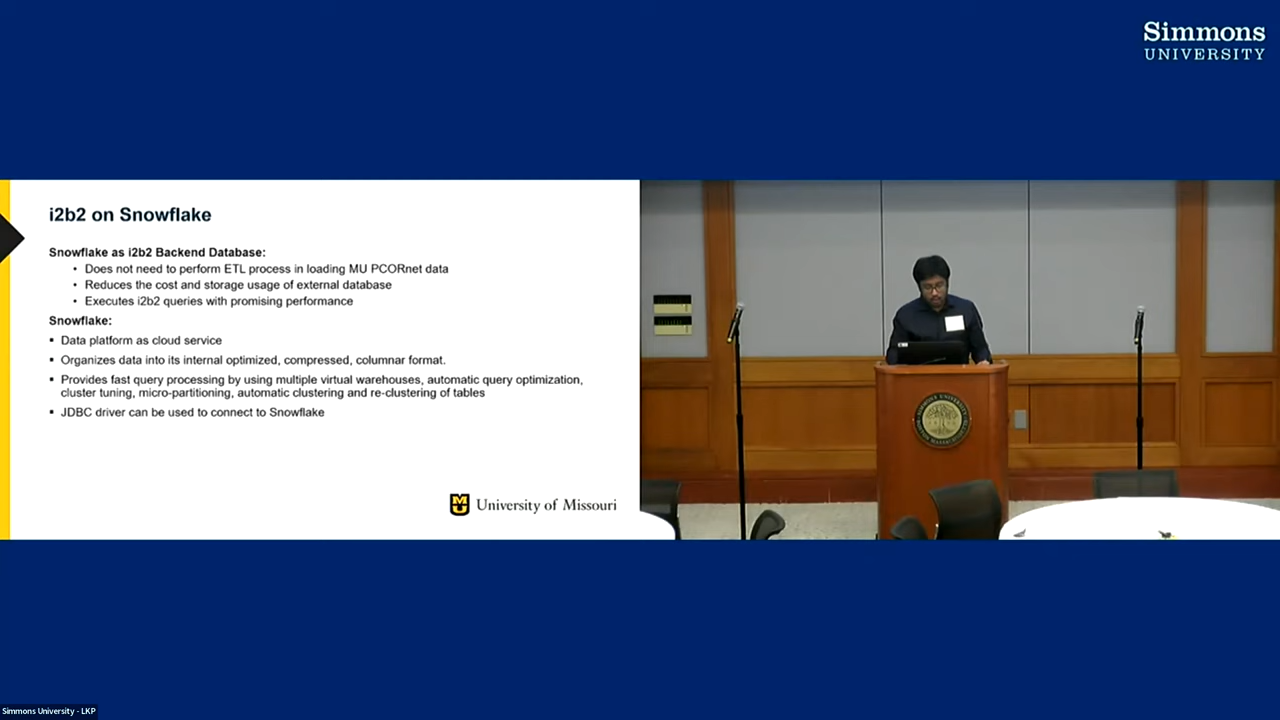 Simmons
UNIVERSITY
i2b2 on Snowflake
Snowflake as i2b2 Backend Database:
• Does not need to perform ETL process in loading MU PCORnet data
• Reduces the cost and storage usage of external database
• Executes i2b2 queries with promising performance
Snowflake:
▪ Data platform as cloud service
▪ Organizes data into its internal optimized, compressed, columnar format.
▪ Provides fast query processing by using multiple virtual warehouses, automatic query optimization,
cluster tuning, micro-partitioning, automatic clustering and re-clustering of tables
▪ JDBC driver can be used to connect to Snowflake
University of Missouri
Simmons University - LKP